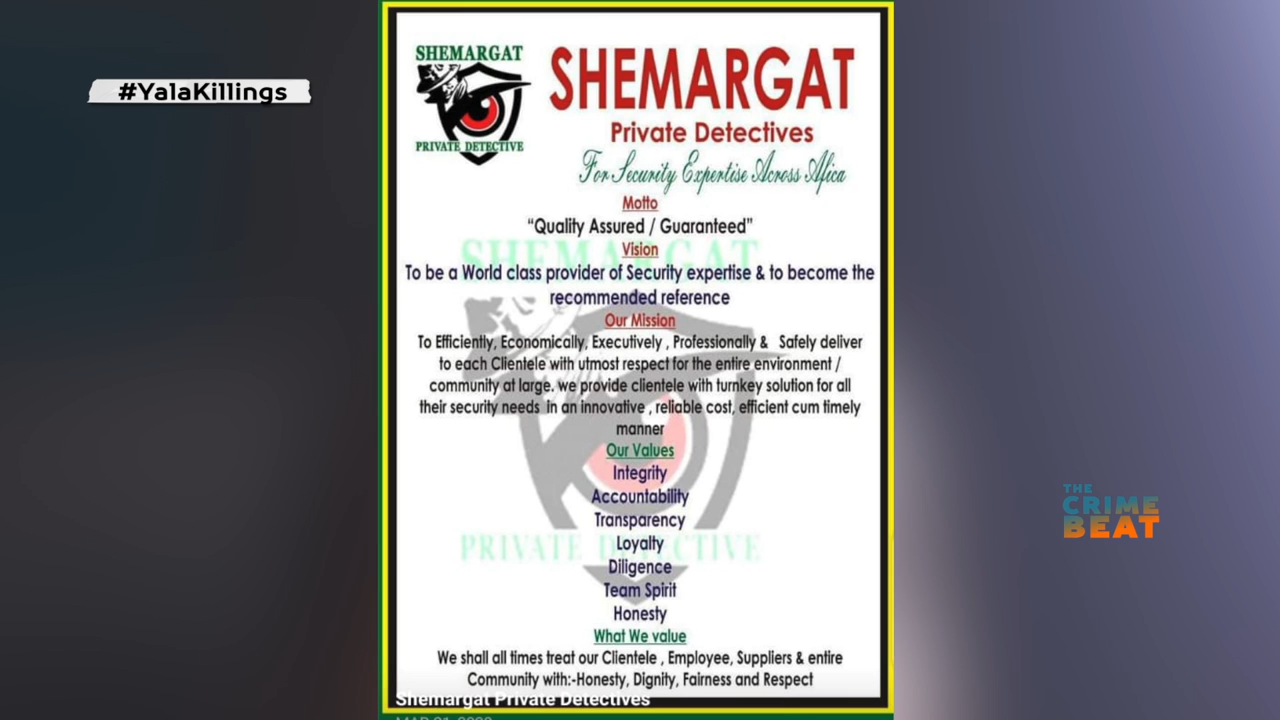 #YalaKillings
SHEMARGAT
PRIVATE DETECTIVE
SHEMARGAT
Private Detectives
For Security Expertise Across Africa
Motto
“Quality Assured / Guaranteed”
SHEMARGAT
Vision
To be a World class provider of Security expertise & to become the
recommended reference
Our Mission
To Efficiently, Economically, Executively , Professionally & Safely deliver
to each Clientele with utmost respect for the entire environment /
community at large. we provide clientele with turnkey solution for all
their security needs in an innovative , reliable cost, efficient cum timely
manner
Our Values
Integrity
Accountability
Transparency
Loyalty
PRIVATE DETECTIVE
Diligence
Team Spirit
Honesty
What We value
We shall all times treat our Clientele , Employee, Suppliers & entire
Community with:-Honesty, Dignity, Fairness and Respect
Shemargat Private Detectives
THE
CRIME
BEAT